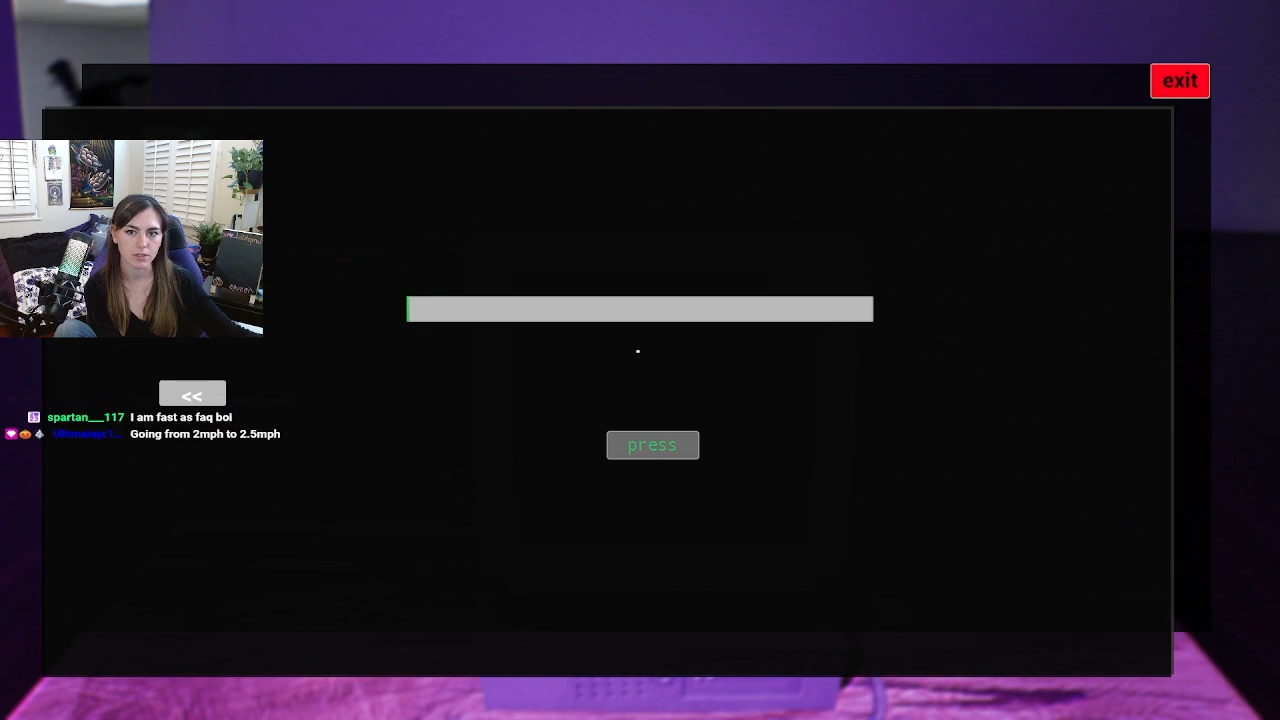 exit
<<
spartan___117 I am fast as faq boi
Going from 2mph to 2.5mph
press